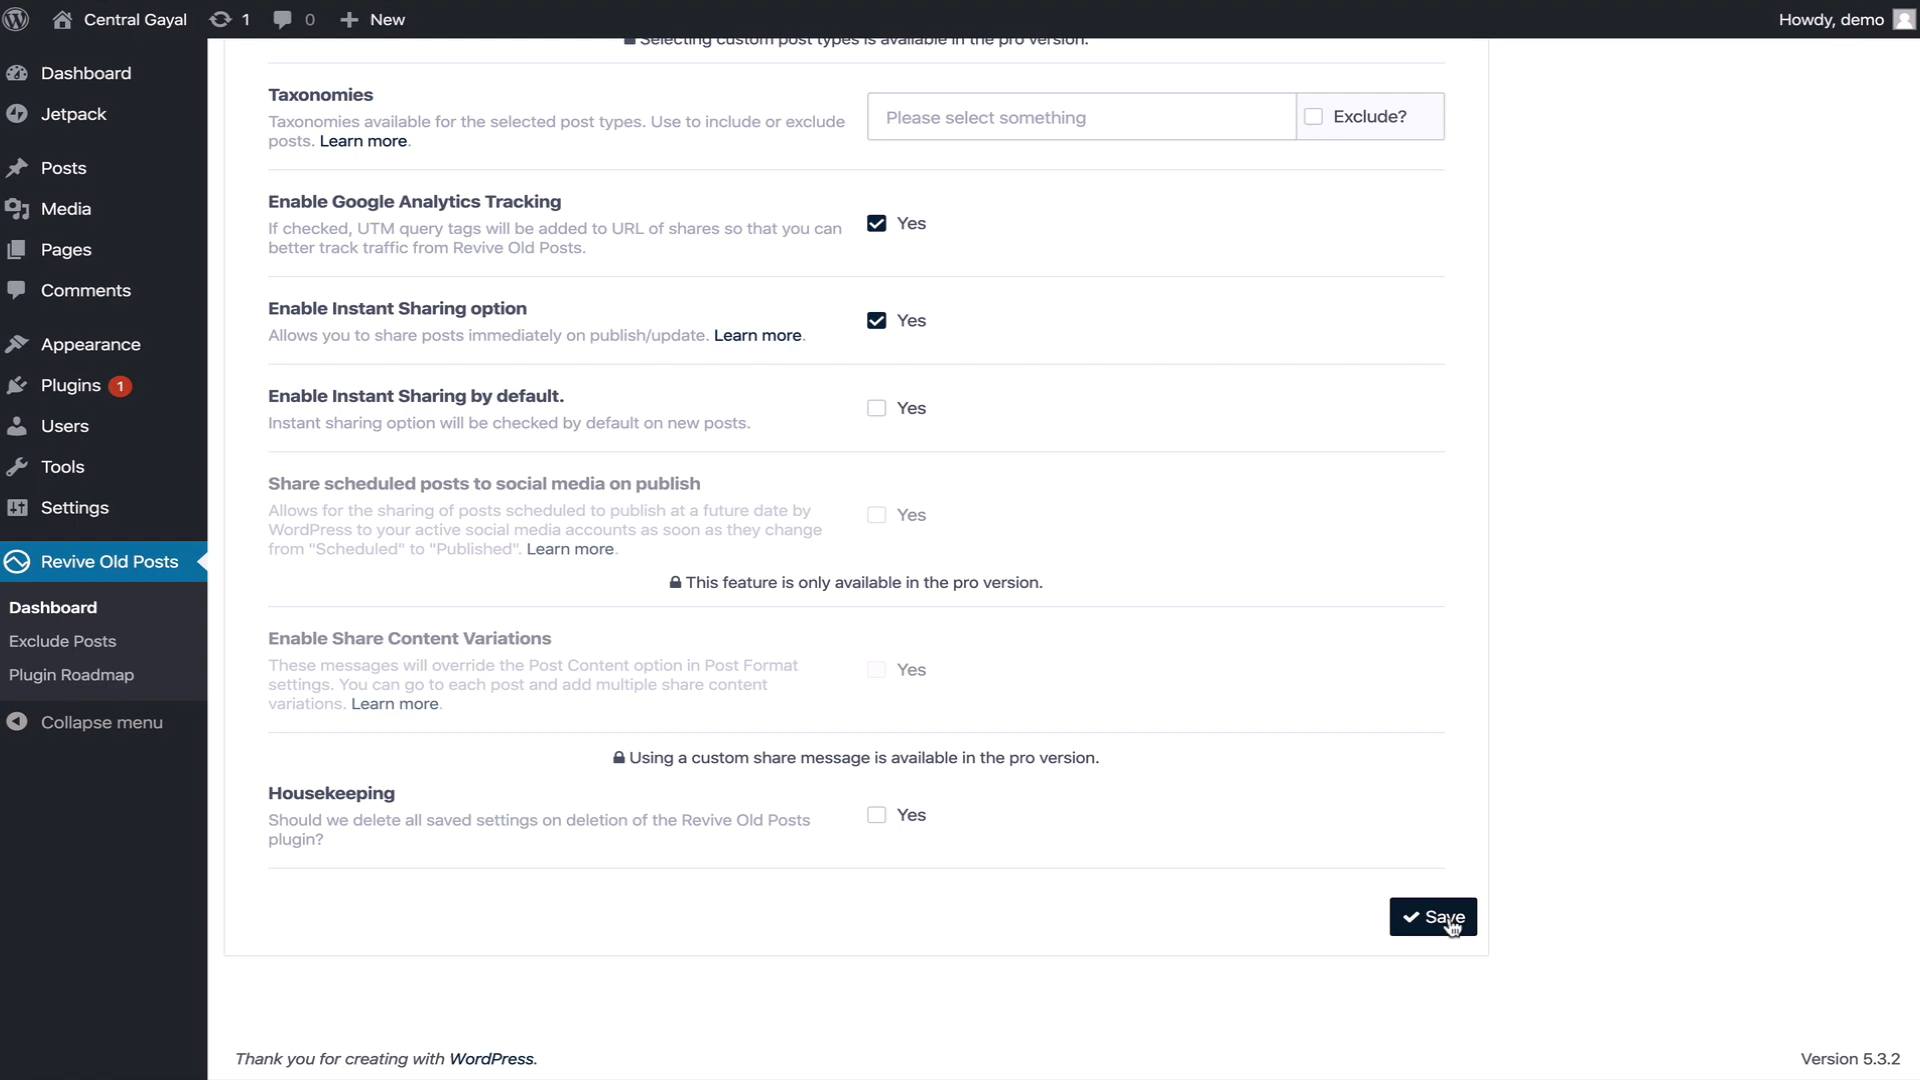 Central Gayal 1 0 New Howdy, demo
Selecting custom post types is available in the pro version.
Dashboard
Jetpack
Posts
Media
Pages
Comments
Appearance
Plugins 1
Users
Tools
Settings
Revive Old Posts
Dashboard
Exclude Posts
Plugin Roadmap
Collapse menu
Taxonomies
Taxonomies available for the selected post types. Use to include or exclude
posts. Learn more.
Please select something
Exclude?
Enable Google Analytics Tracking
If checked, UTM query tags will be added to URL of shares so that you can
better track traffic from Revive Old Posts.
Yes
Enable Instant Sharing option
Allows you to share posts immediately on publish/update. Learn more.
Yes
Enable Instant Sharing by default.
Instant sharing option will be checked by default on new posts.
Yes
Share scheduled posts to social media on publish
Allows for the sharing of posts scheduled to publish at a future date by
WordPress to your active social media accounts as soon as they change
from "Scheduled" to "Published". Learn more.
Yes
This feature is only available in the pro version.
Enable Share Content Variations
These messages will override the Post Content option in Post Format
settings. You can go to each post and add multiple share content
variations. Learn more.
Yes
Using a custom share message is available in the pro version.
Housekeeping
Should we delete all saved settings on deletion of the Revive Old Posts
plugin?
Yes
Save
Thank you for creating with WordPress.
Version 5.3.2